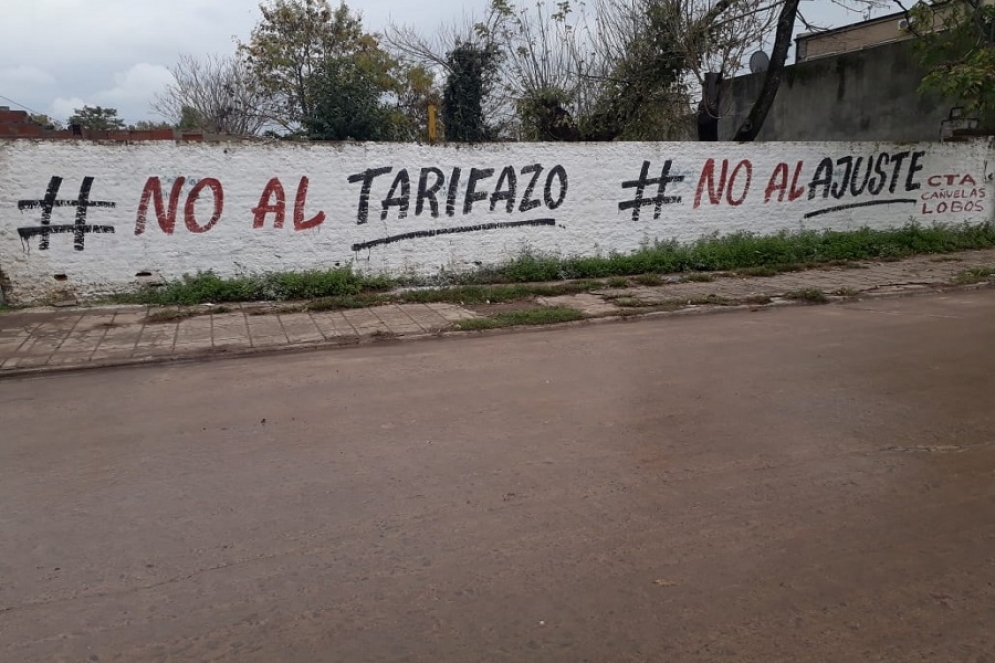 # NO AL TARIFAZO # NO AL AJUSTE
CTA
CAÑUELAS
LOBOS